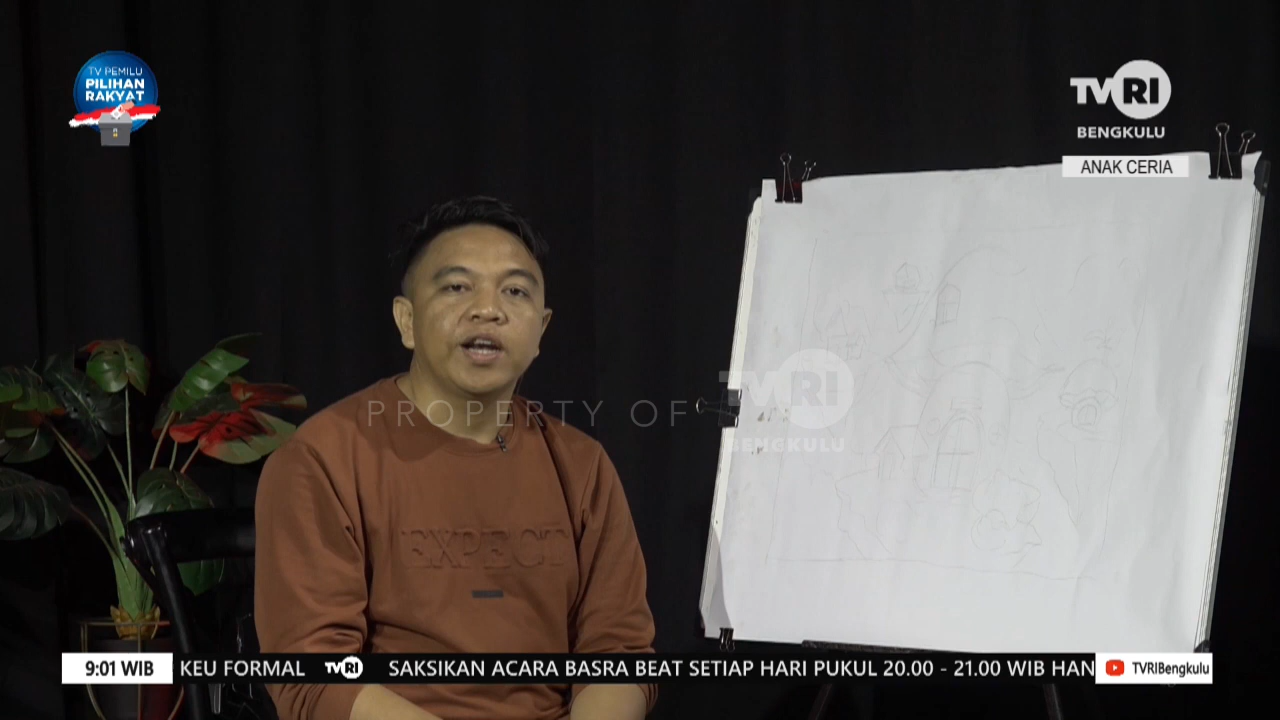 TV PEMILU
PILIHAN
RAKYAT
TVRI
BENGKULU
ANAK CERIA
PROPERTY OF
TVRI
BENGKULU
EXPECT
9:01 WIB
KEU FORMAL TVRI SAKSIKAN ACARA BASRA BEAT SETIAP HARI PUKUL 20.00 - 21.00 WIB HAN
TVRIBengkulu